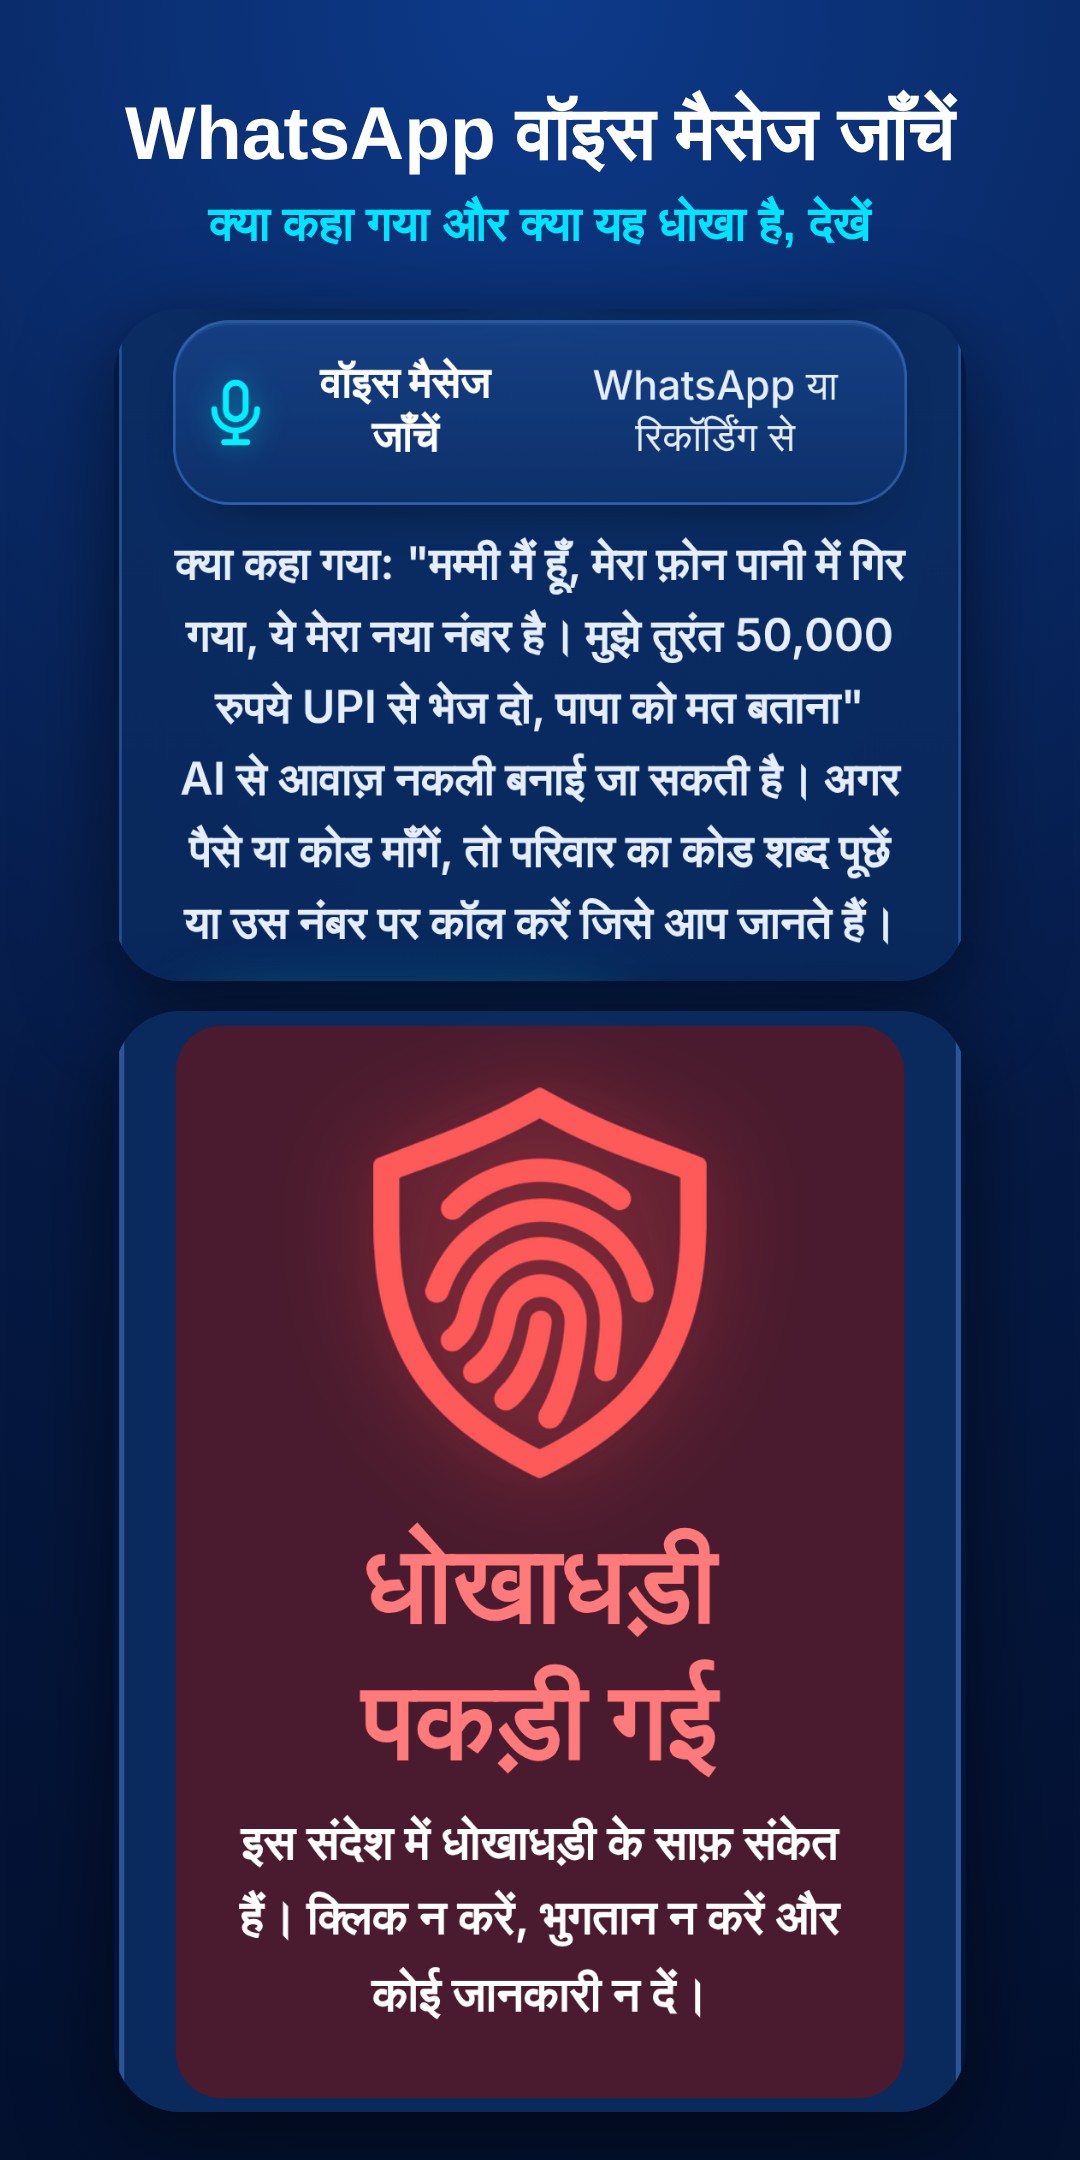 WhatsApp वॉइस मैसेज जाँचें
क्या कहा गया और क्या यह धोखा है, देखें
वॉइस मैसेज
जाँचें
WhatsApp या
रिकॉर्डिंग से
क्या कहा गया: "मम्मी मैं हूँ, मेरा फ़ोन पानी में गिर
गया, ये मेरा नया नंबर है। मुझे तुरंत 50,000
रुपये UPI से भेज दो, पापा को मत बताना"
AI से आवाज़ नकली बनाई जा सकती है। अगर
पैसे या कोड माँगें, तो परिवार का कोड शब्द पूछें
या उस नंबर पर कॉल करें जिसे आप जानते हैं।
धोखाधड़ी
पकड़ी गई
इस संदेश में धोखाधड़ी के साफ़ संकेत
हैं। क्लिक न करें, भुगतान न करें और
कोई जानकारी न दें।